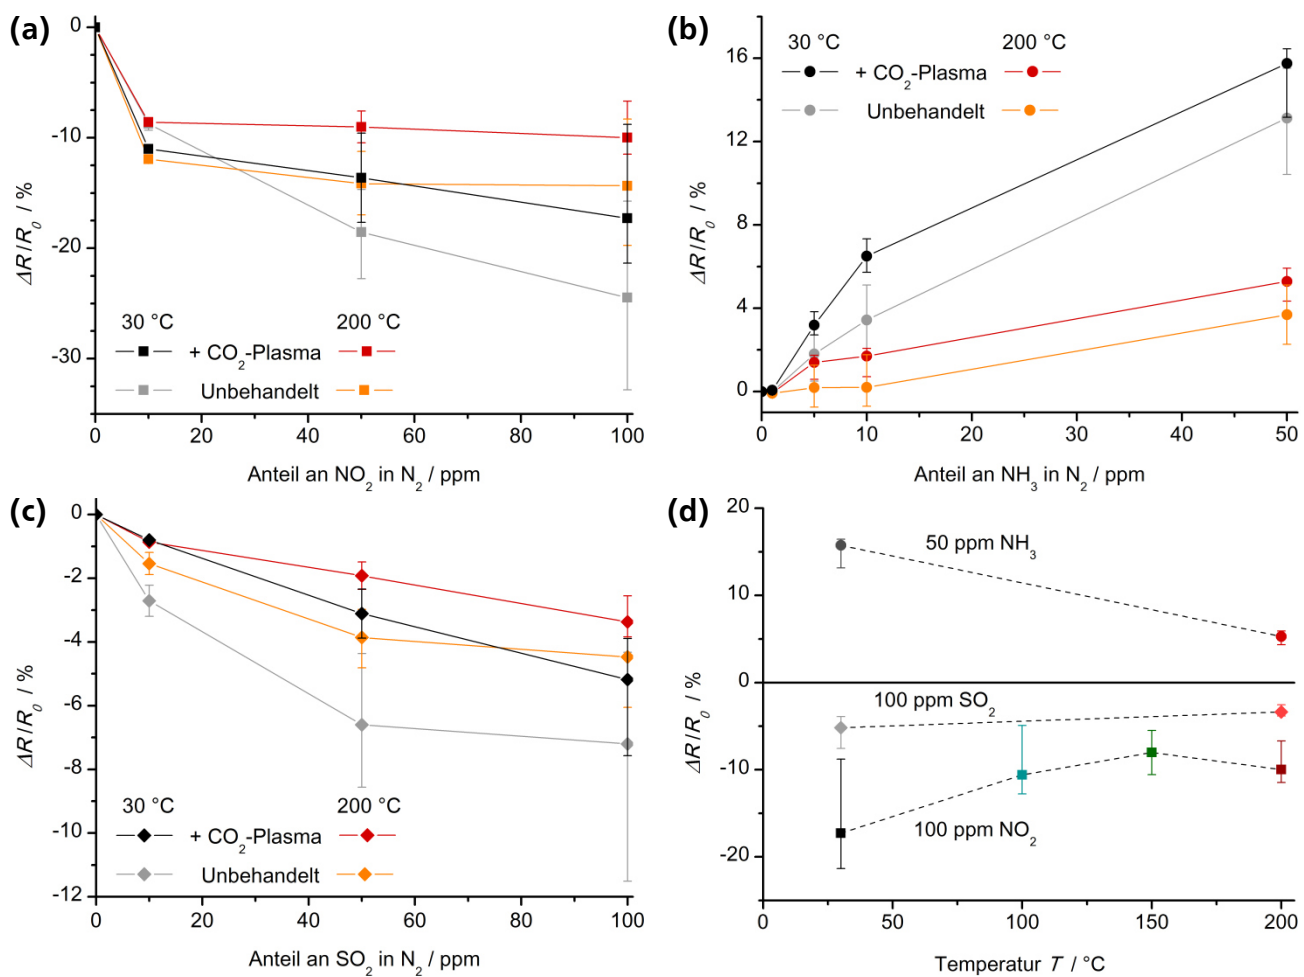 (a)
0
-10
-20
-30
ΔR/R0 / %
30 °C 200 °C
+ CO2-Plasma
Unbehandelt
0 20 40 60 80 100
Anteil an NO2 in N2 / ppm
(b)
16
12
8
4
0
ΔR/R0 / %
30 °C 200 °C
+ CO2-Plasma
Unbehandelt
0 10 20 30 40 50
Anteil an NH3 in N2 / ppm
(c)
0
-2
-4
-6
-8
-10
-12
ΔR/R0 / %
30 °C 200 °C
+ CO2-Plasma
Unbehandelt
0 20 40 60 80 100
Anteil an SO2 in N2 / ppm
(d)
20
10
0
-10
-20
ΔR/R0 / %
50 ppm NH3
100 ppm SO2
100 ppm NO2
0 50 100 150 200
Temperatur T / °C